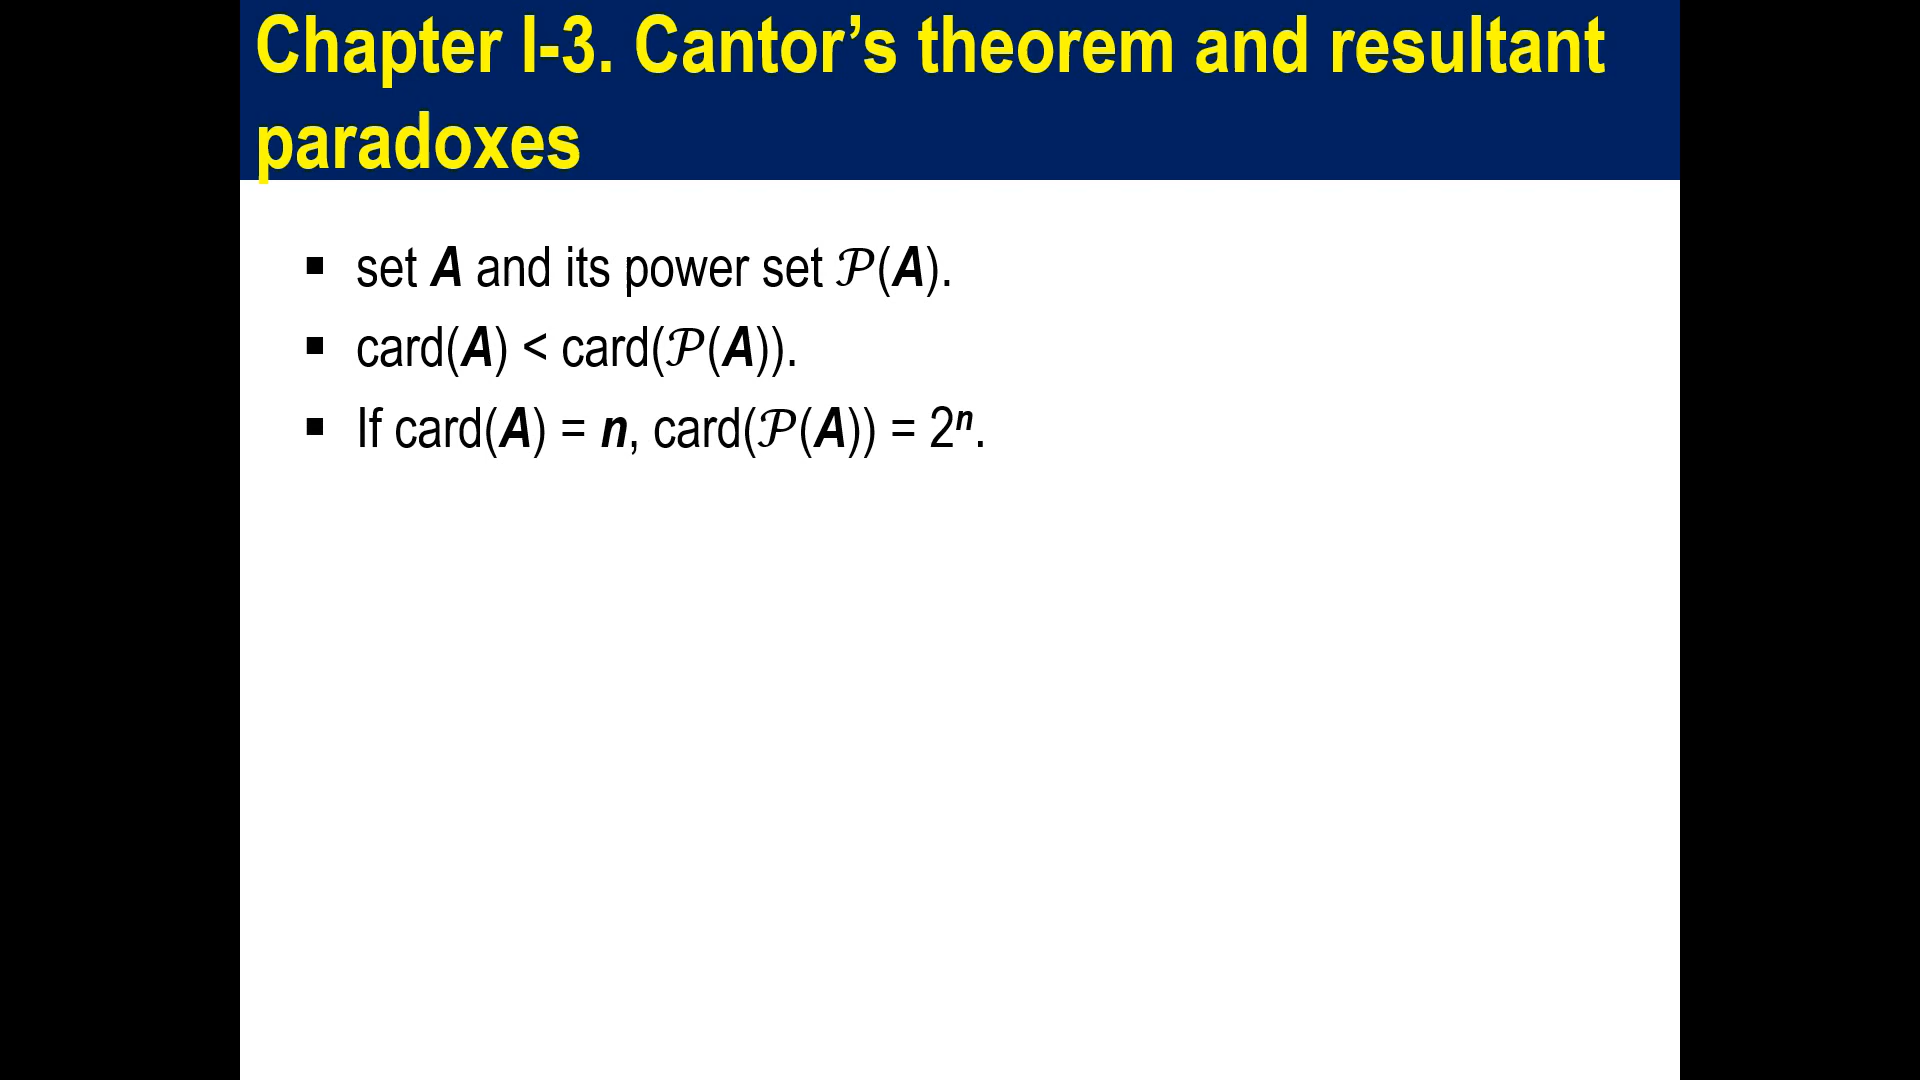 Chapter I-3. Cantor’s theorem and resultant
paradoxes
▪ set A and its power set 𝒫(A).
▪ card(A) < card(𝒫(A)).
▪ If card(A) = n, card(𝒫(A)) = 2ⁿ.